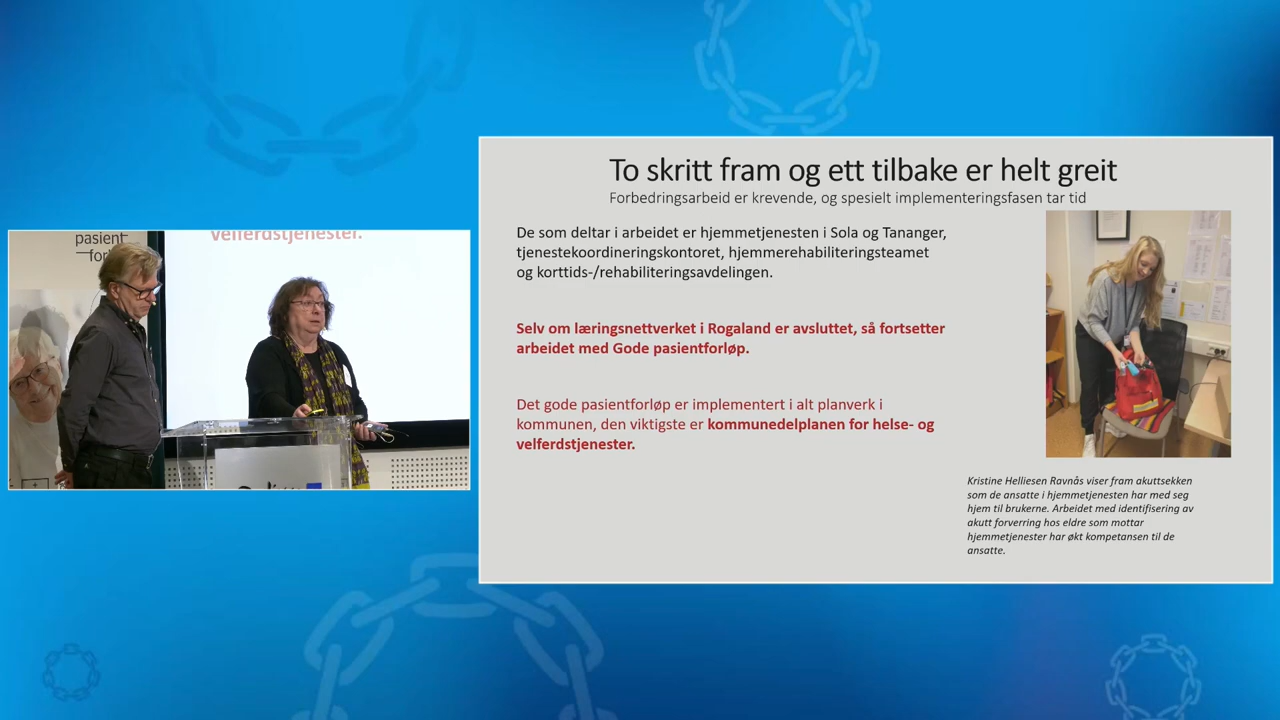 pasient
for
velferdstjenester.
To skritt fram og ett tilbake er helt greit
Forbedringsarbeid er krevende, og spesielt implementeringsfasen tar tid
De som deltar i arbeidet er hjemmetjenesten i Sola og Tananger,
tjenestekoordineringskontoret, hjemmerehabiliteringsteamet
og korttids-/rehabiliteringsavdelingen.
Selv om læringsnettverket i Rogaland er avsluttet, så fortsetter
arbeidet med Gode pasientforløp.
Det gode pasientforløp er implementert i alt planverk i
kommunen, den viktigste er kommunedelplanen for helse- og
velferdstjenester.
Kristine Helliesen Ravnås viser fram akuttsekken
som de ansatte i hjemmetjenesten har med seg
hjem til brukerne. Arbeidet med identifisering av
akutt forverring hos eldre som mottar
hjemmetjenester har økt kompetansen til de
ansatte.